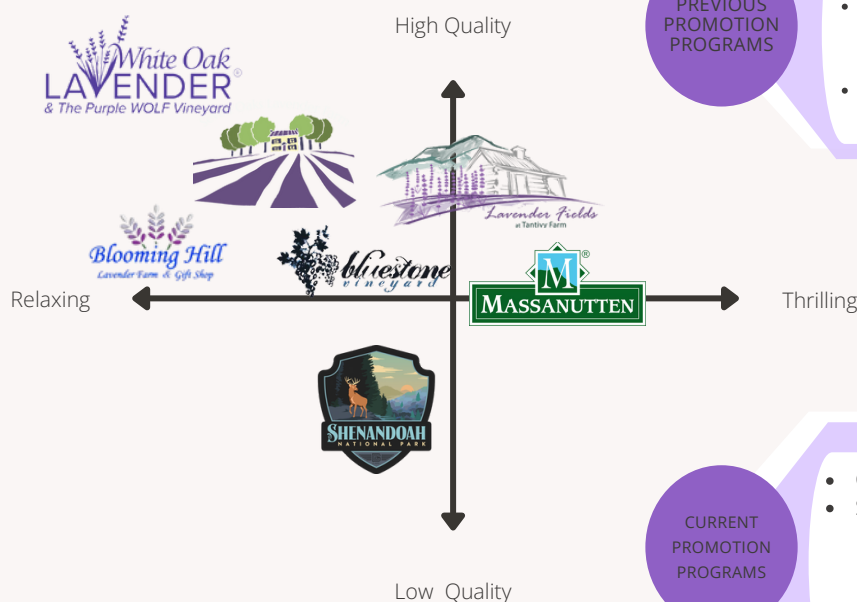 High Quality
PREVIOUS
PROMOTION
PROGRAMS
White Oak
LAVENDER®
& The Purple WOLF Vineyard
Lavender Fields
at Tantivy Farm
Blooming Hill
Lavender Farm & Gift Shop
bluestone
vineyard
M®
MASSANUTTEN
Relaxing
Thrilling
SHENANDOAH
NATIONAL PARK
CURRENT
PROMOTION
PROGRAMS
Low Quality